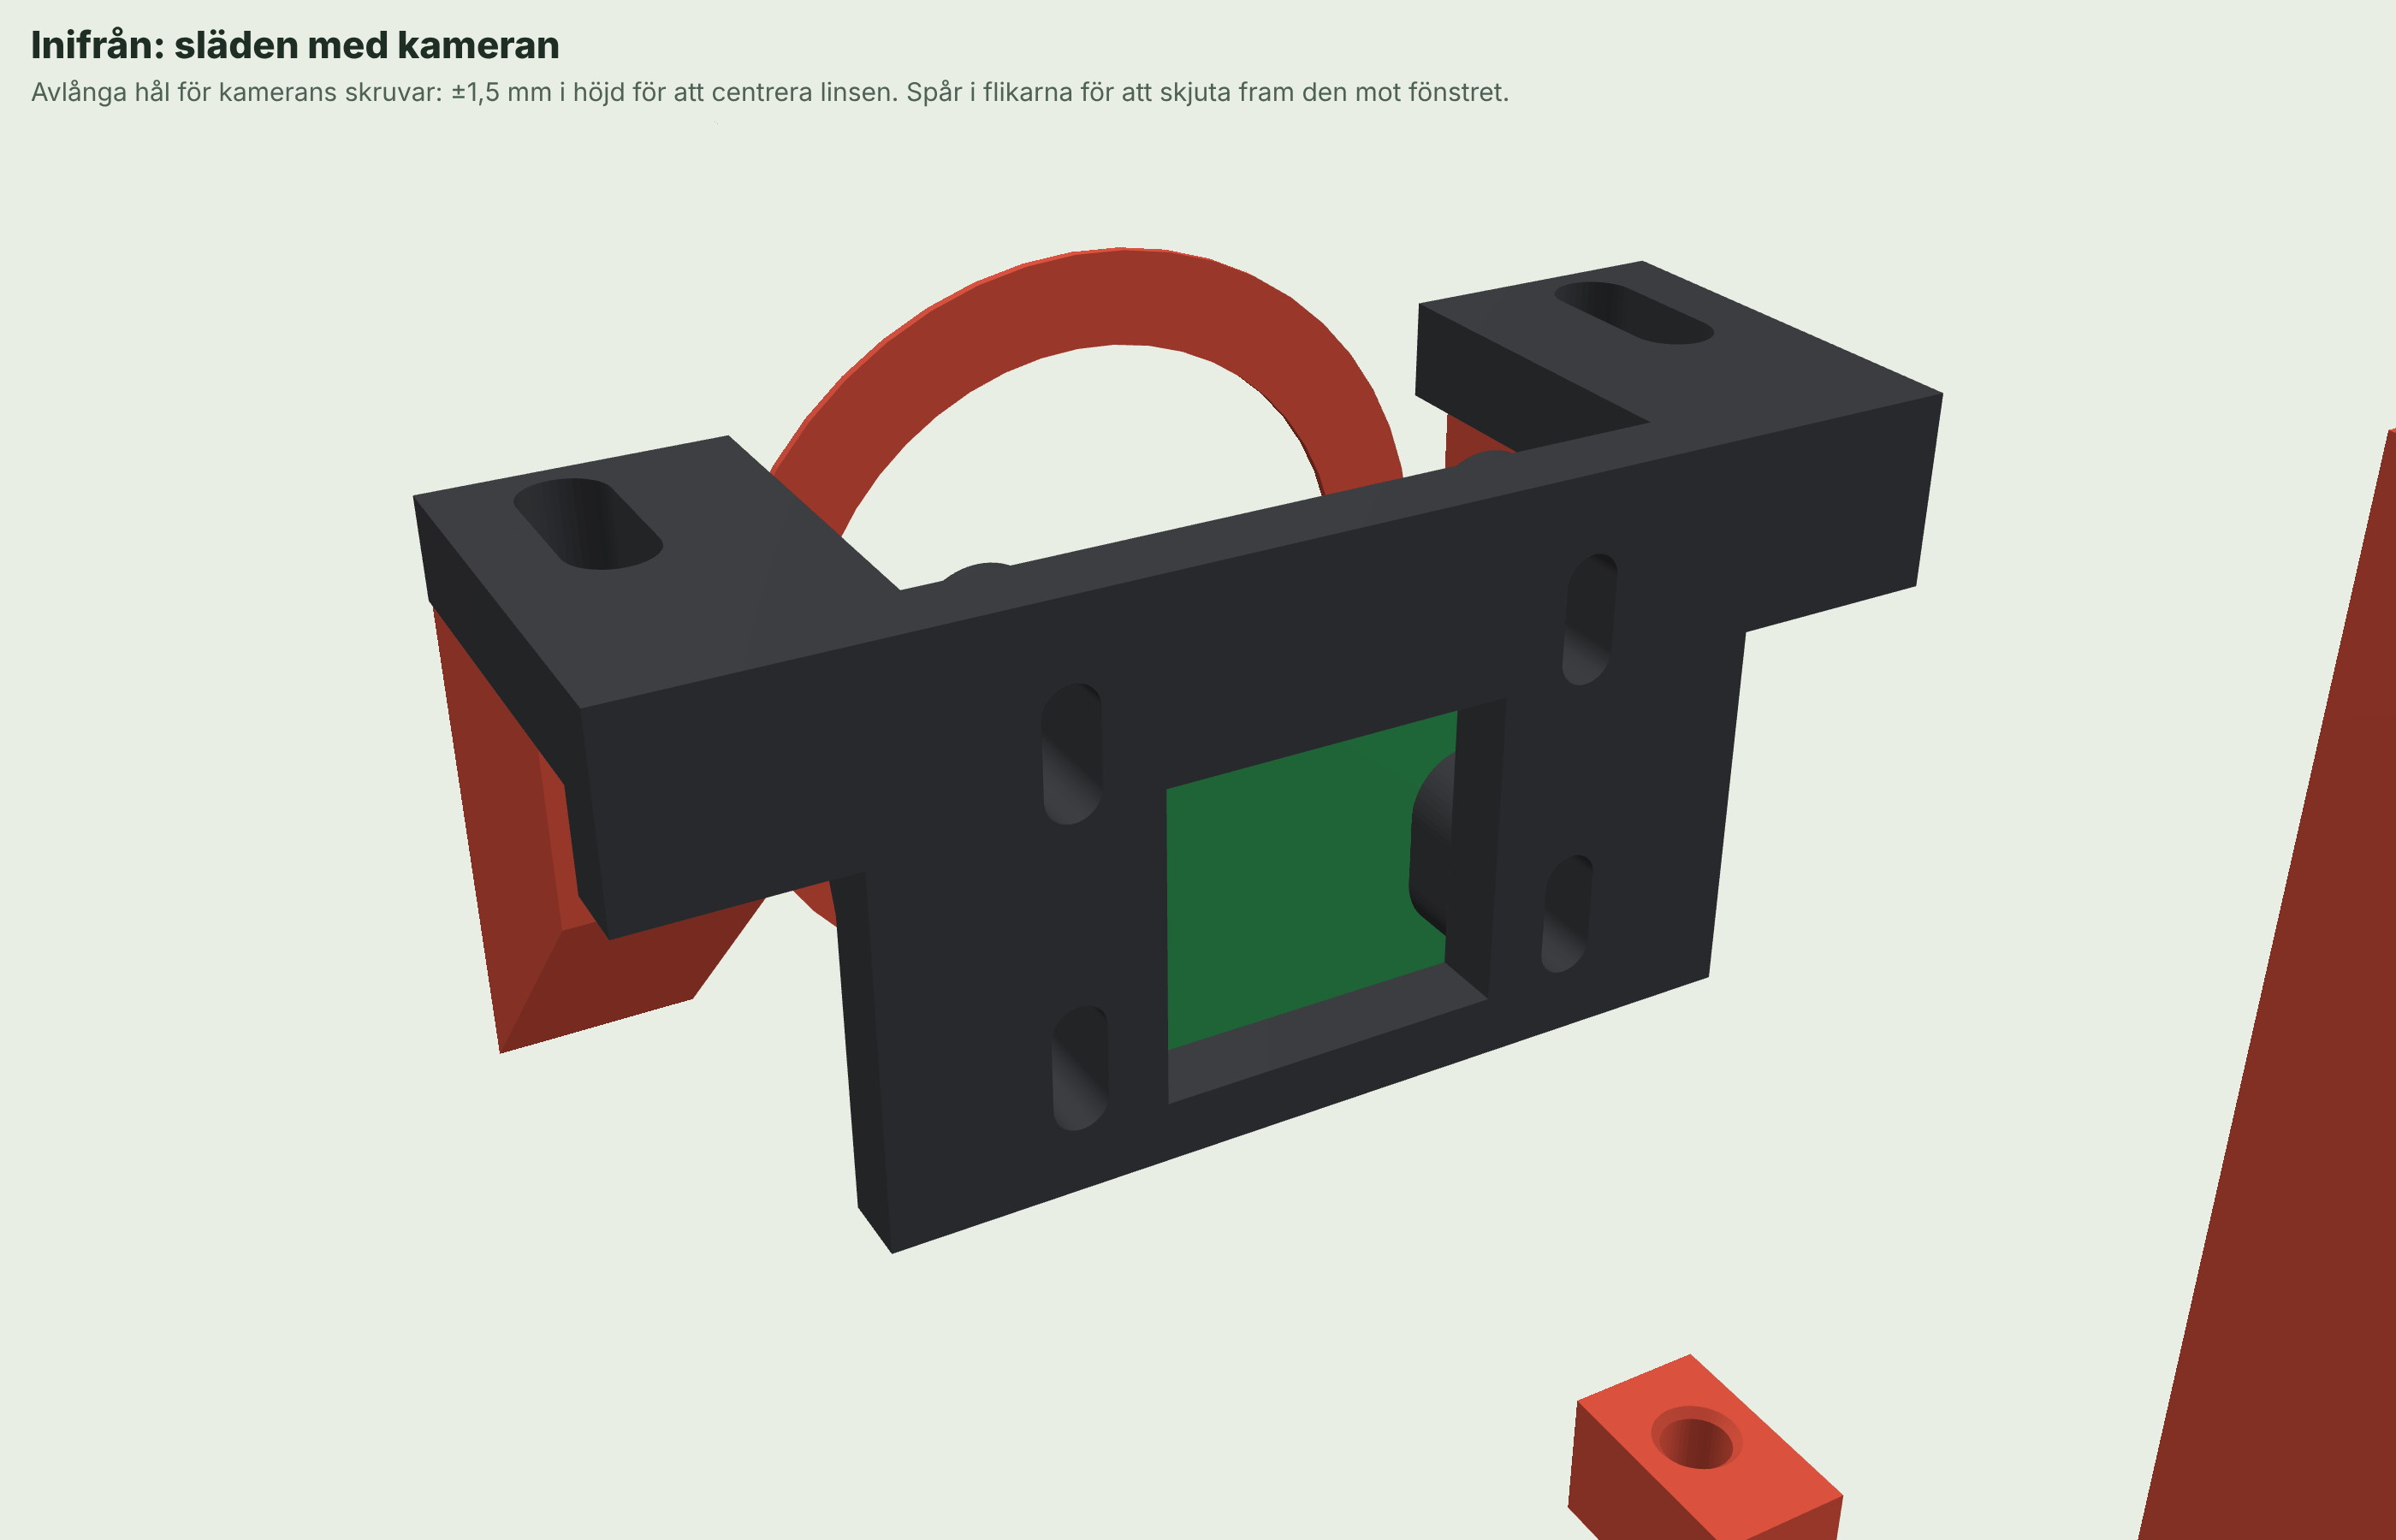 Inifrån: släden med kameran
Avlånga hål för kamerans skruvar: ±1,5 mm i höjd för att centrera linsen. Spår i flikarna för att skjuta fram den mot fönstret.